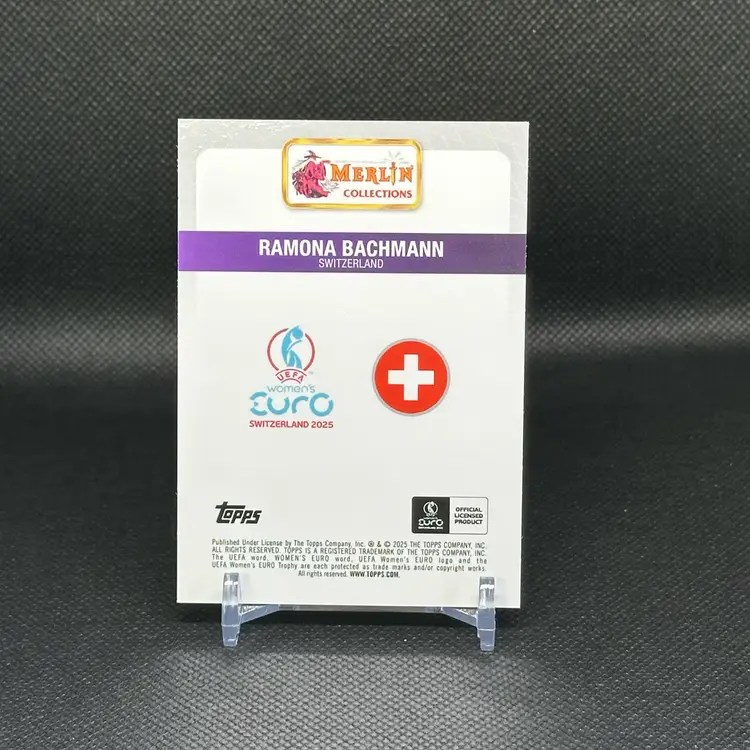 MERLIN
COLLECTIONS
RAMONA BACHMANN
SWITZERLAND
UEFA
women's
EURO
SWITZERLAND 2025
Topps
EURO
OFFICIAL
LICENSED
PRODUCT
Published Under License by The Topps Company, Inc. ® & © 2025 THE TOPPS COMPANY, INC.
ALL RIGHTS RESERVED. TOPPS IS A REGISTERED TRADEMARK OF THE TOPPS COMPANY, INC.
The UEFA word, WOMEN'S EURO word, UEFA Women's EURO logo and the
UEFA Women's EURO Trophy are each protected as trade marks and/or copyright works.
All rights reserved. WWW.TOPPS.COM.